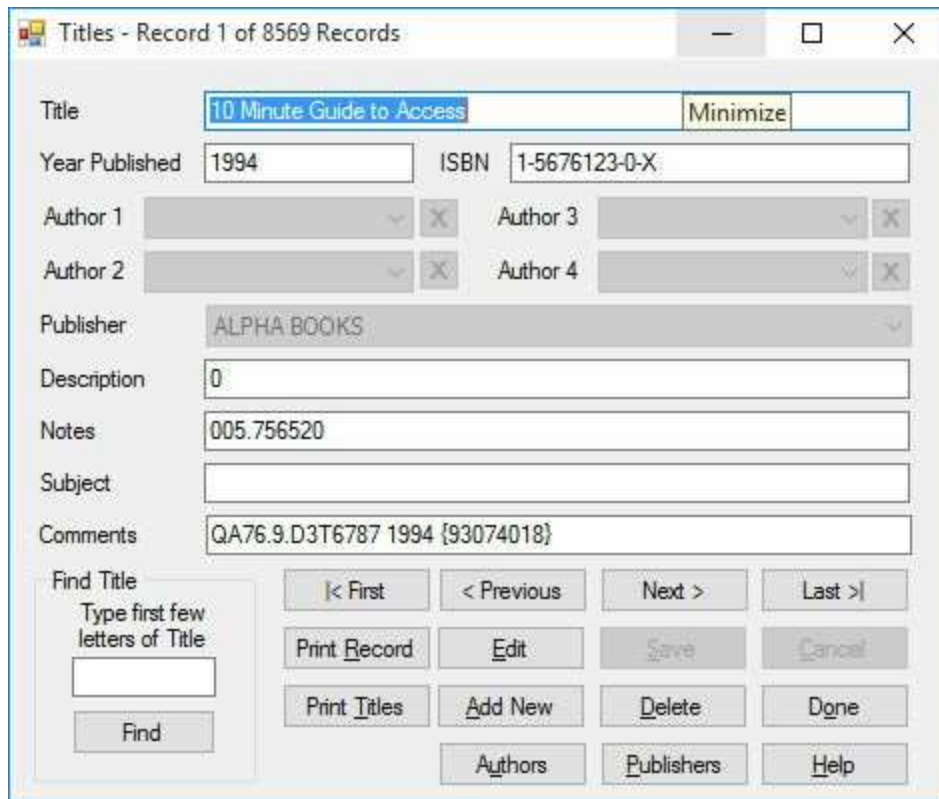 Titles - Record 1 of 8569 Records
Title 10 Minute Guide to Access Minimize
Year Published 1994 ISBN 1-5676123-0-X
Author 1 X Author 3 X
Author 2 X Author 4 X
Publisher ALPHA BOOKS
Description 0
Notes 005.756520
Subject
Comments QA76.9.D3T6787 1994 {93074018}
Find Title
Type first few
letters of Title
Find
|< First < Previous Next > Last >|
Print Record Edit Save Cancel
Print Titles Add New Delete Done
Authors Publishers Help